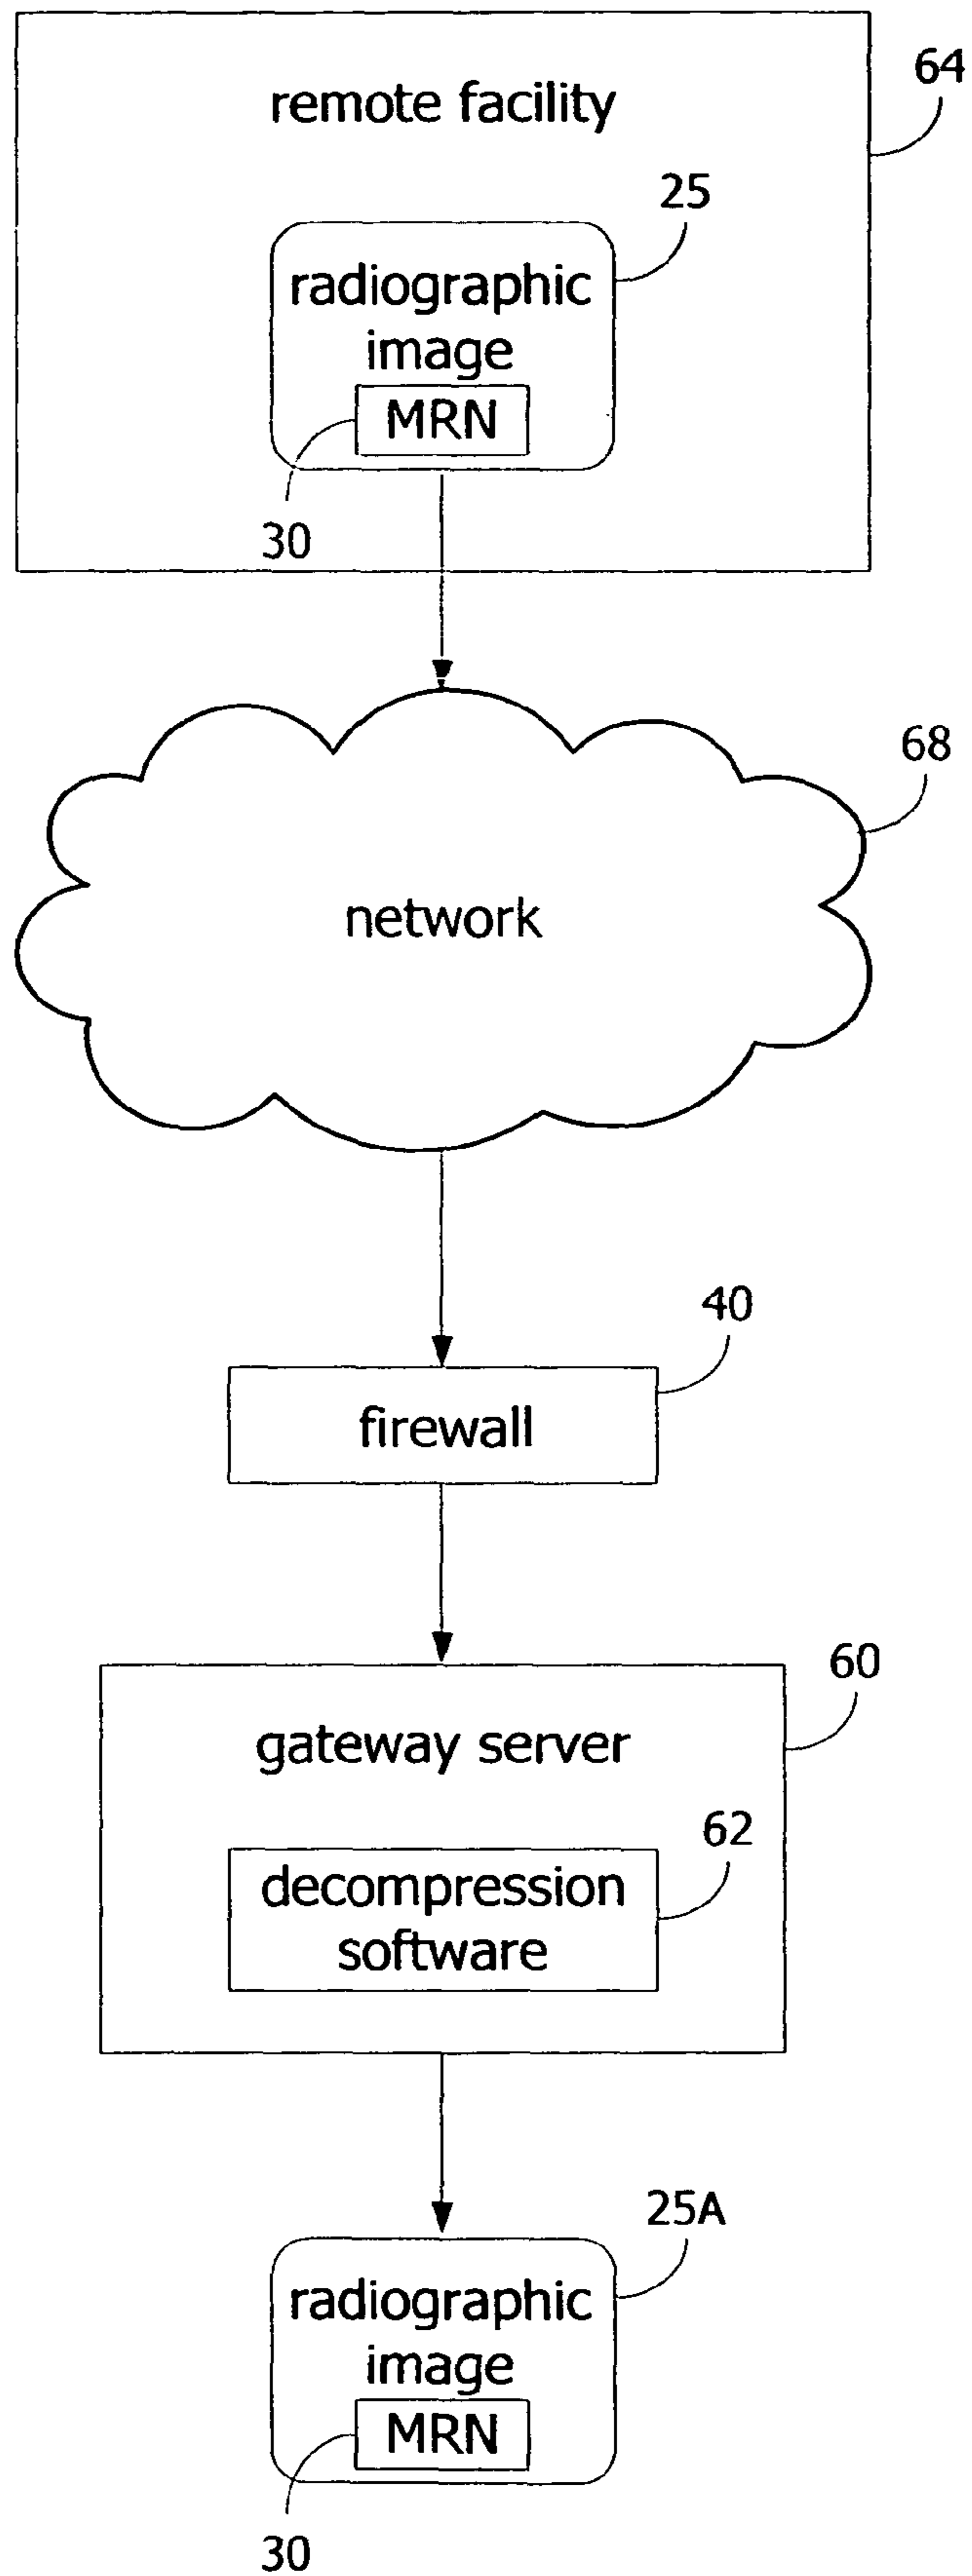 64
remote facility
25
radiographic
image
MRN
30
68
network
40
firewall
60
gateway server
62
decompression
software
25A
radiographic
image
MRN
30